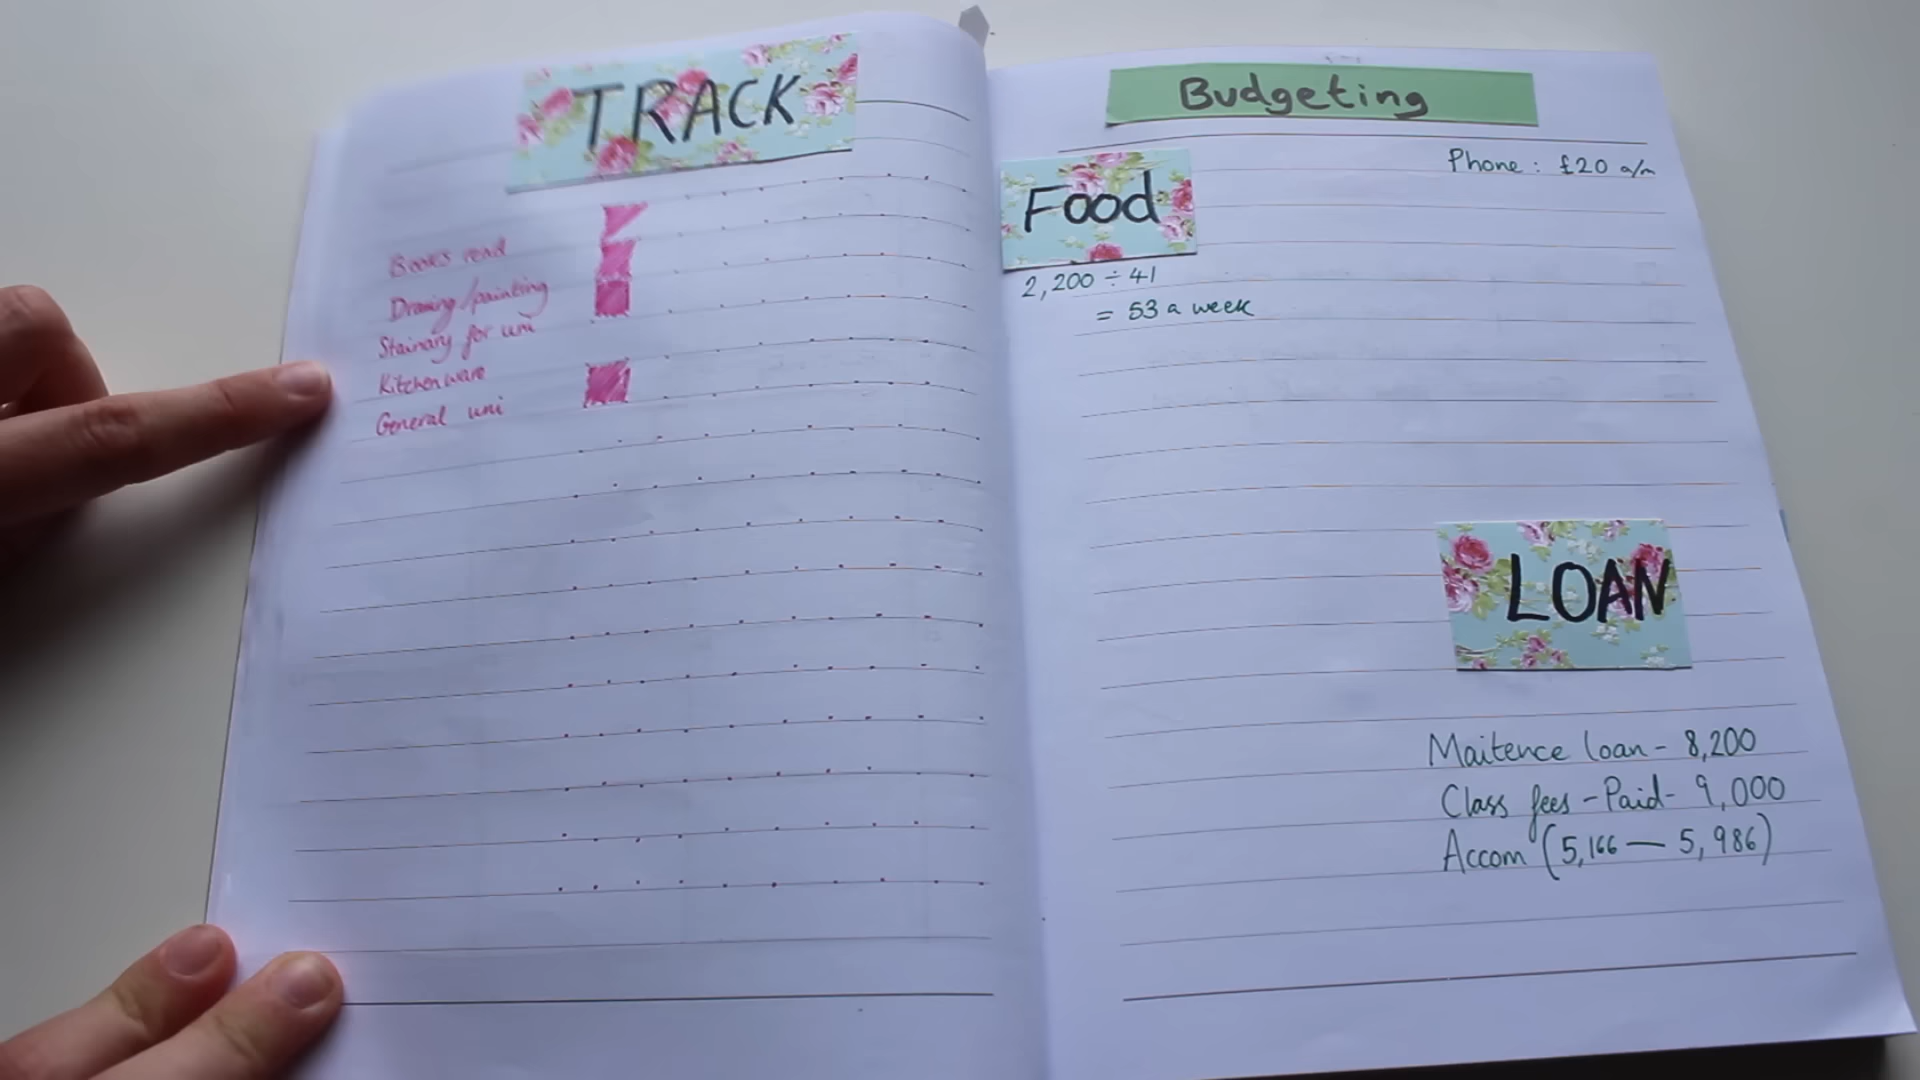 TRACK
Books read
Drawing/painting
Stainary for uni
Kitchenware
General uni
Budgeting
Phone : £20 a/m
Food
2,200 ÷ 41
= 53 a week
LOAN
Maitence loan - 8,200
Class fees - Paid - 9,000
Accom (5,166 — 5,986)